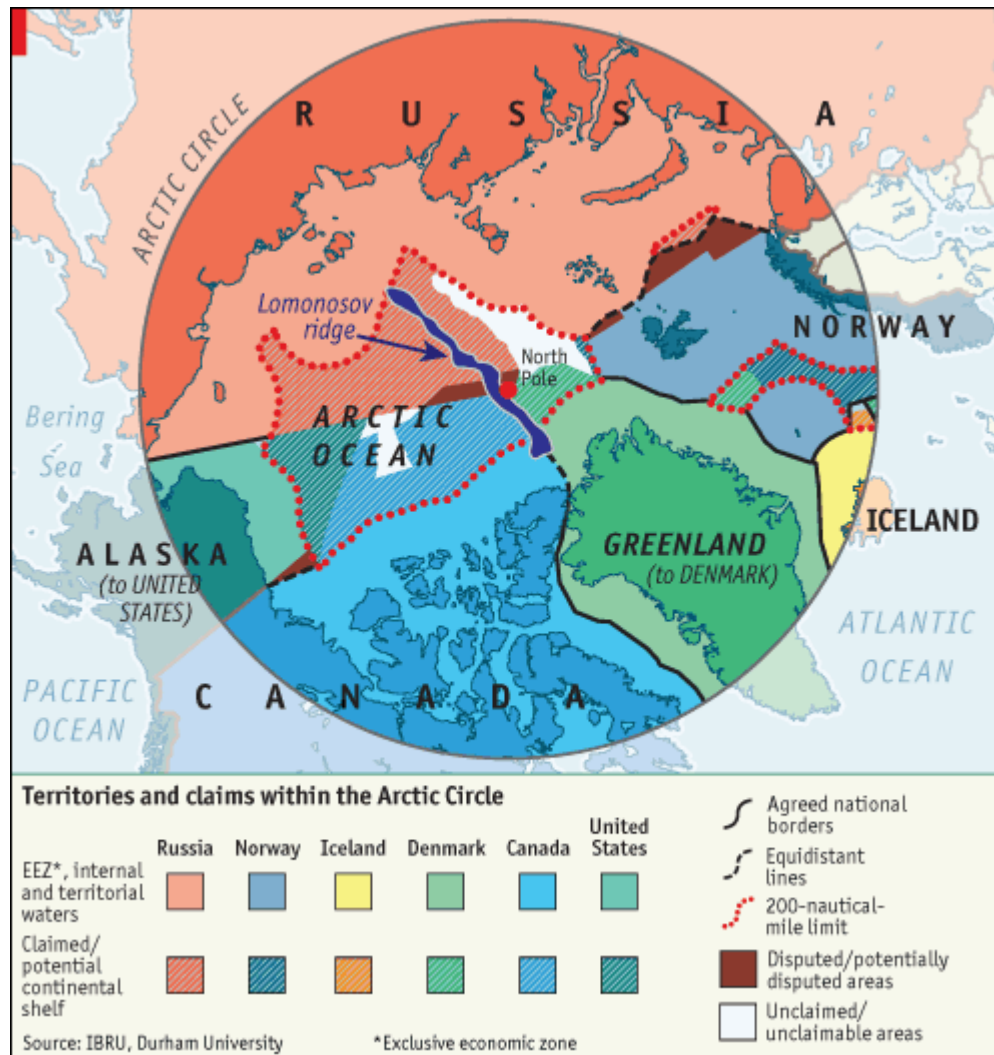 RUSSIA
ARCTIC CIRCLE
Lomonosov
ridge
North
Pole
NORWAY
ARCTIC
OCEAN
Bering
Sea
ICELAND
ALASKA
(to UNITED
STATES)
GREENLAND
(to DENMARK)
ATLANTIC
OCEAN
PACIFIC
OCEAN
CANADA
Territories and claims within the Arctic Circle
Russia Norway Iceland Denmark Canada United
States
EEZ*, internal
and territorial
waters
Claimed/
potential
continental
shelf
Agreed national
borders
Equidistant
lines
200-nautical-
mile limit
Disputed/potentially
disputed areas
Unclaimed/
unclaimable areas
Source: IBRU, Durham University *Exclusive economic zone